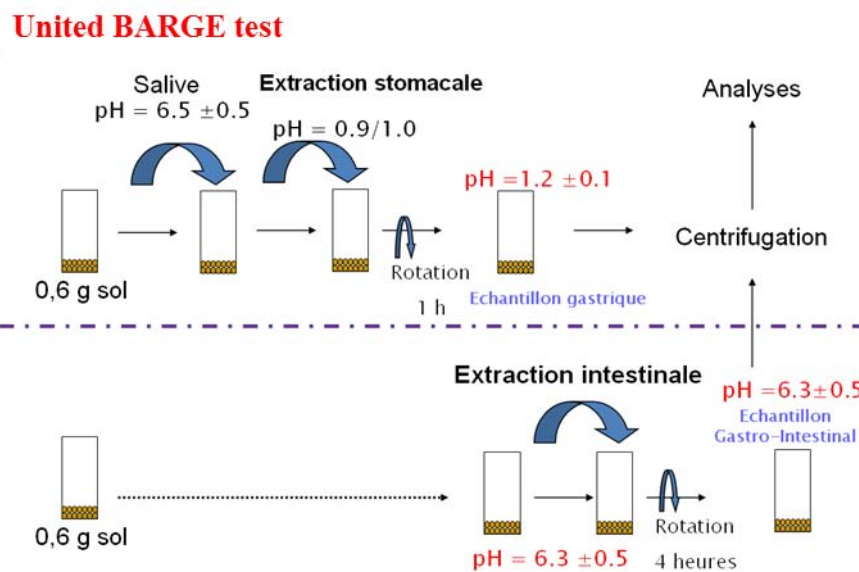 United BARGE test
Salive
pH = 6.5 ±0.5
Extraction stomacale
pH = 0.9/1.0
Analyses
pH =1.2 ±0.1
Centrifugation
Rotation
0,6 g sol
1 h
Echantillon gastrique
Extraction intestinale
pH =6.3±0.5
Echantillon
Gastro-Intestinal
0,6 g sol
Rotation
pH = 6.3 ±0.5
4 heures